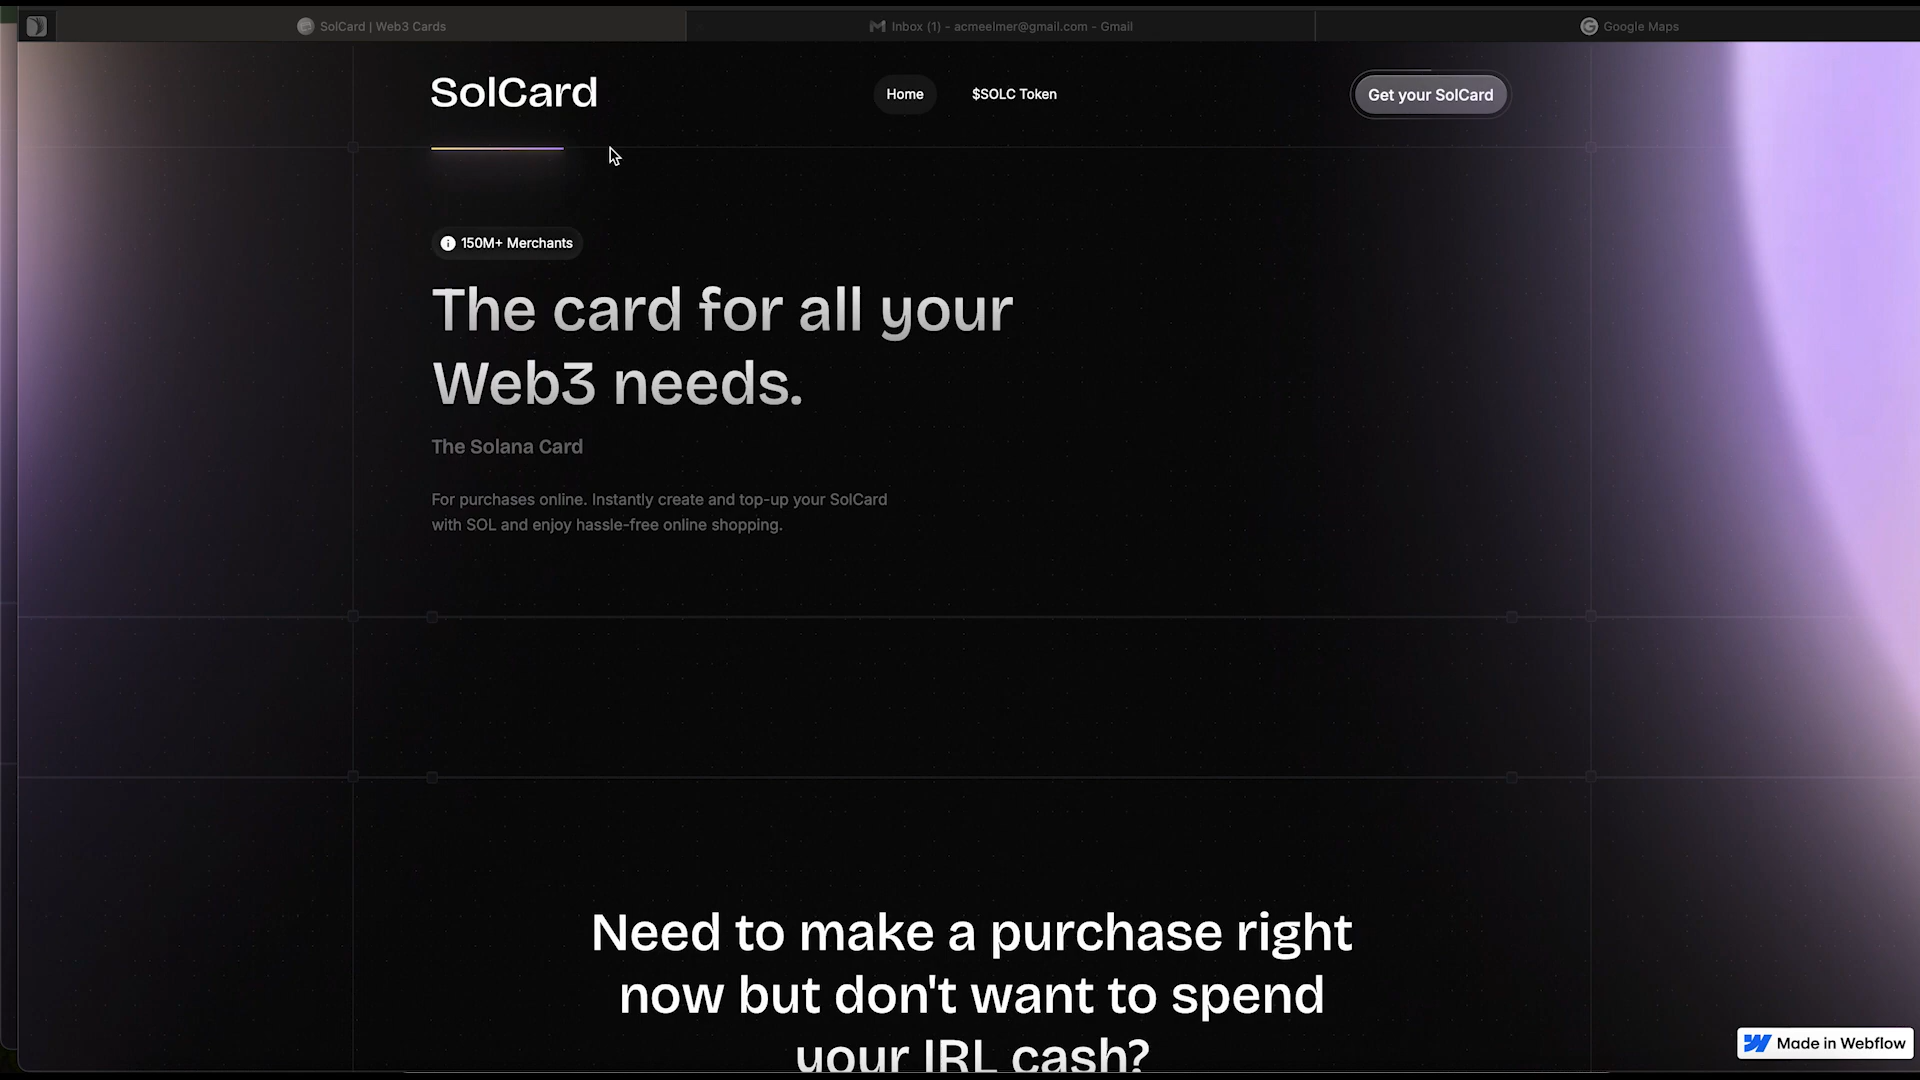 SolCard | Web3 Cards
Inbox (1) - acmeelmer@gmail.com - Gmail
Google Maps
SolCard
Home
$SOLC Token
Get your SolCard
150M+ Merchants
The card for all your
Web3 needs.
The Solana Card
For purchases online. Instantly create and top-up your SolCard
with SOL and enjoy hassle-free online shopping.
Need to make a purchase right
now but don't want to spend
your IRL cash?
Made in Webflow